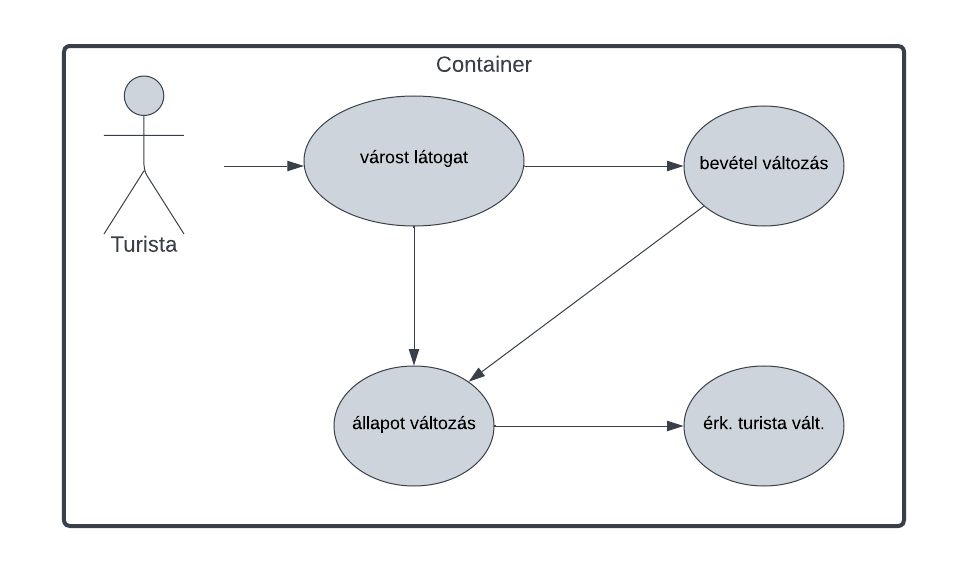 Container
Turista
várost látogat
bevétel változás
állapot változás
érk. turista vált.